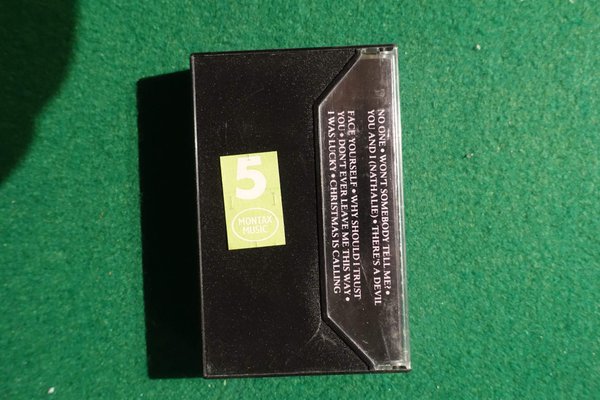 5
MONTAX
MUSIC
NO ONE • WON'T SOMEBODY TELL ME? •
YOU AND I (NATHALIE) • THERE'S A DEVIL
FACE YOURSELF • WHY SHOULD I TRUST
YOU • DON'T EVER LEAVE ME THIS WAY •
I WAS LUCKY • CHRISTMAS IS CALLING